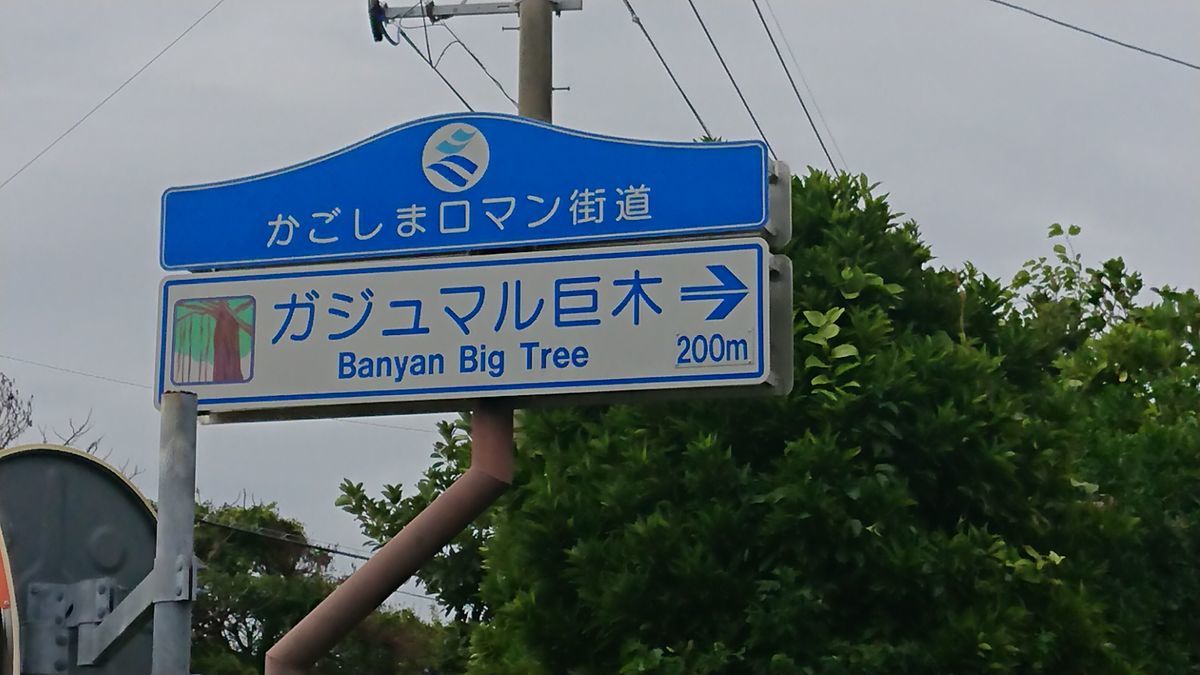 かごしまロマン街道
ガジュマル巨木
Banyan Big Tree
200m